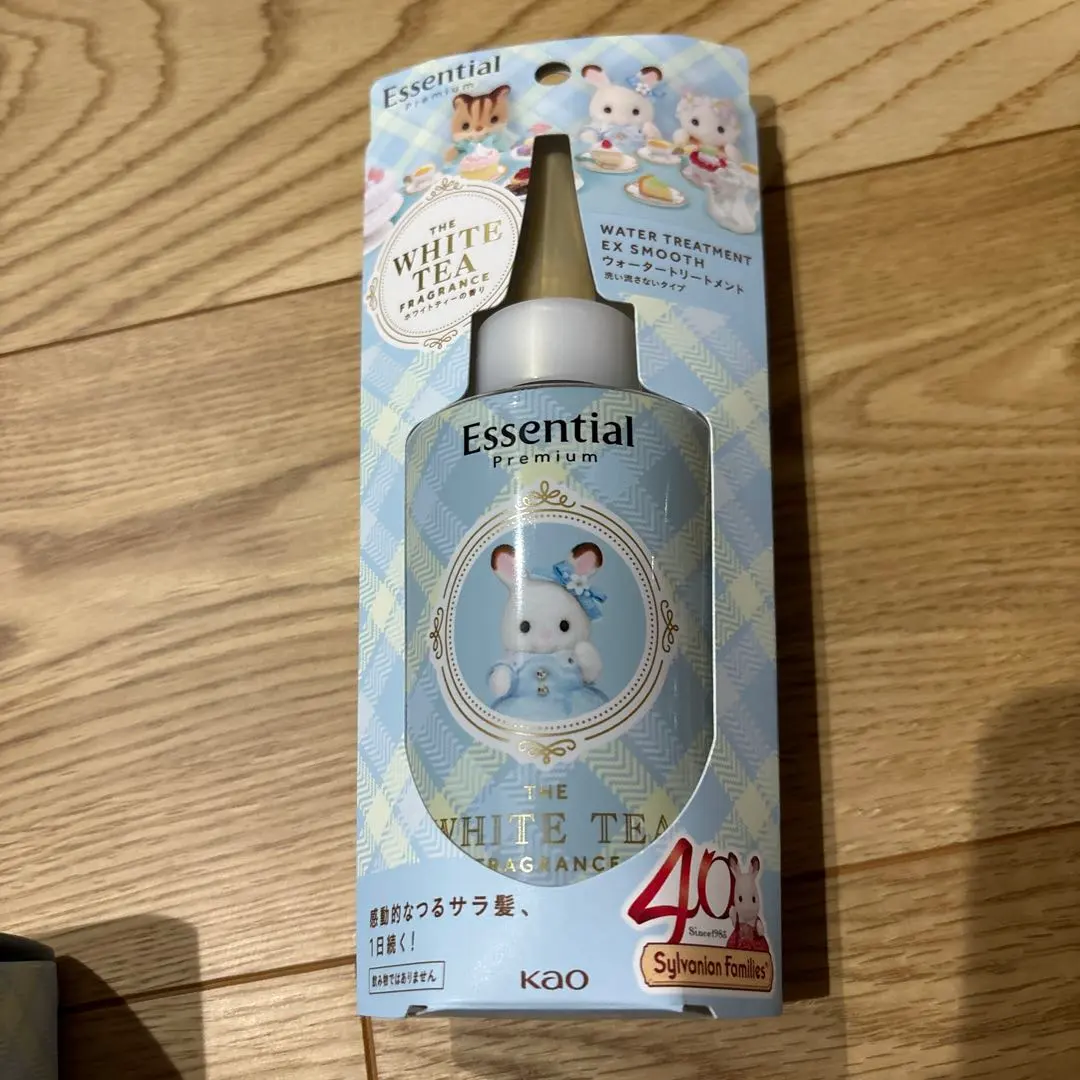 Essential
Premium
THE
WHITE
TEA
FRAGRANCE
ホワイトティーの香り
WATER TREATMENT
EX SMOOTH
ウォータートリートメント
洗い流さないタイプ
Essential
Premium
THE
WHITE TEA
FRAGRANCE
感動的なつるサラ髪、
1日続く!
飲み物ではありません
Kao
40
Since1985
Sylvanian Families